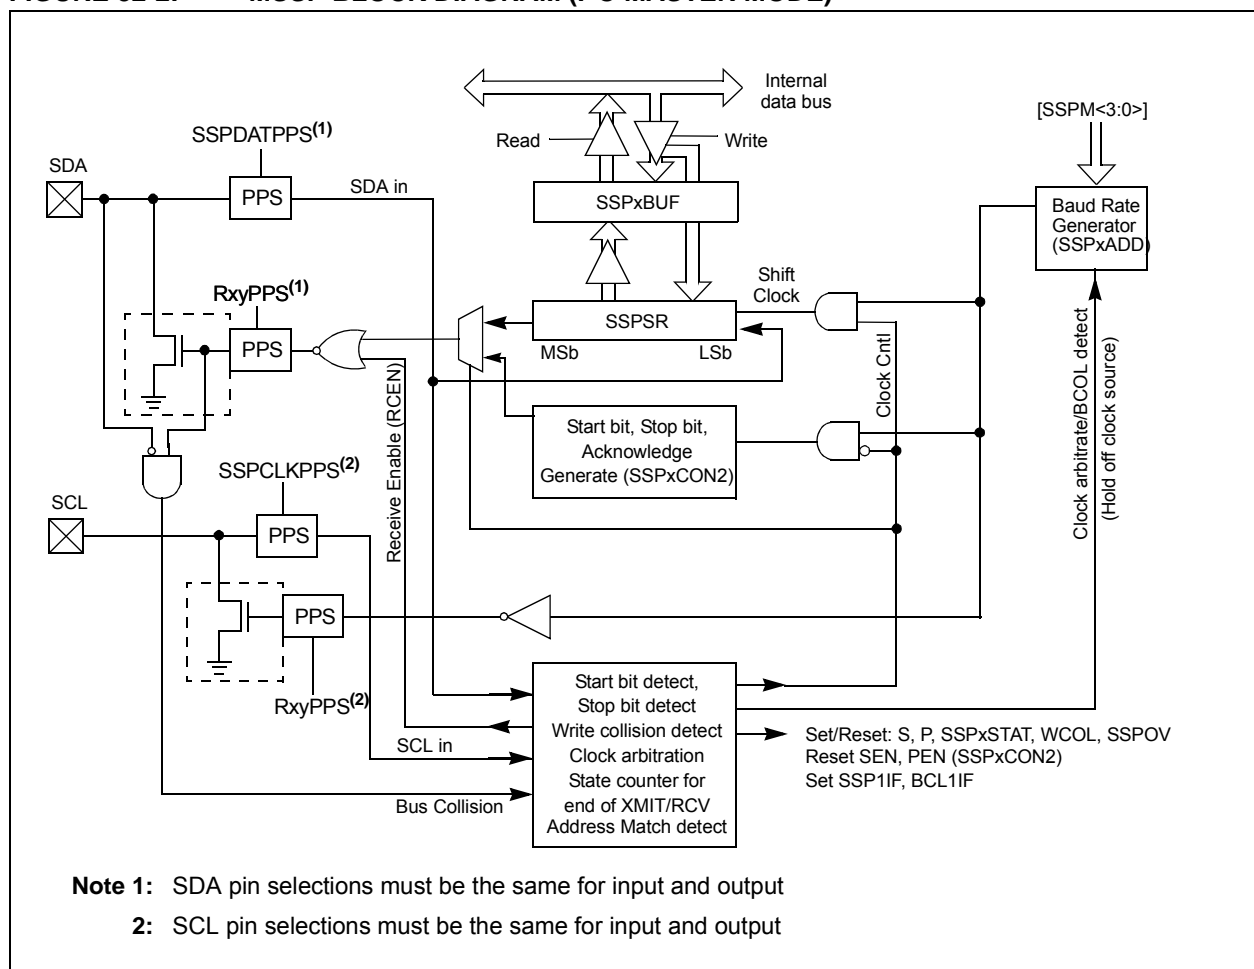 Internal
data bus
[SSPM<3:0>]
SSPDATPPS(1)
Read
Write
SDA
SDA in
PPS
SSPxBUF
Baud Rate
Generator
(SSPxADD)
RxyPPS(1)
Shift
Clock
PPS
SSPSR
MSb
LSb
Clock Cntl
Clock arbitrate/BCOL detect
(Hold off clock source)
Receive Enable (RCEN)
Start bit, Stop bit,
Acknowledge
Generate (SSPxCON2)
SSPCLKPPS(2)
SCL
PPS
PPS
RxyPPS(2)
SCL in
Bus Collision
Start bit detect,
Stop bit detect
Write collision detect
Clock arbitration
State counter for
end of XMIT/RCV
Address Match detect
Set/Reset: S, P, SSPxSTAT, WCOL, SSPOV
Reset SEN, PEN (SSPxCON2)
Set SSP1IF, BCL1IF
Note 1: SDA pin selections must be the same for input and output
2: SCL pin selections must be the same for input and output